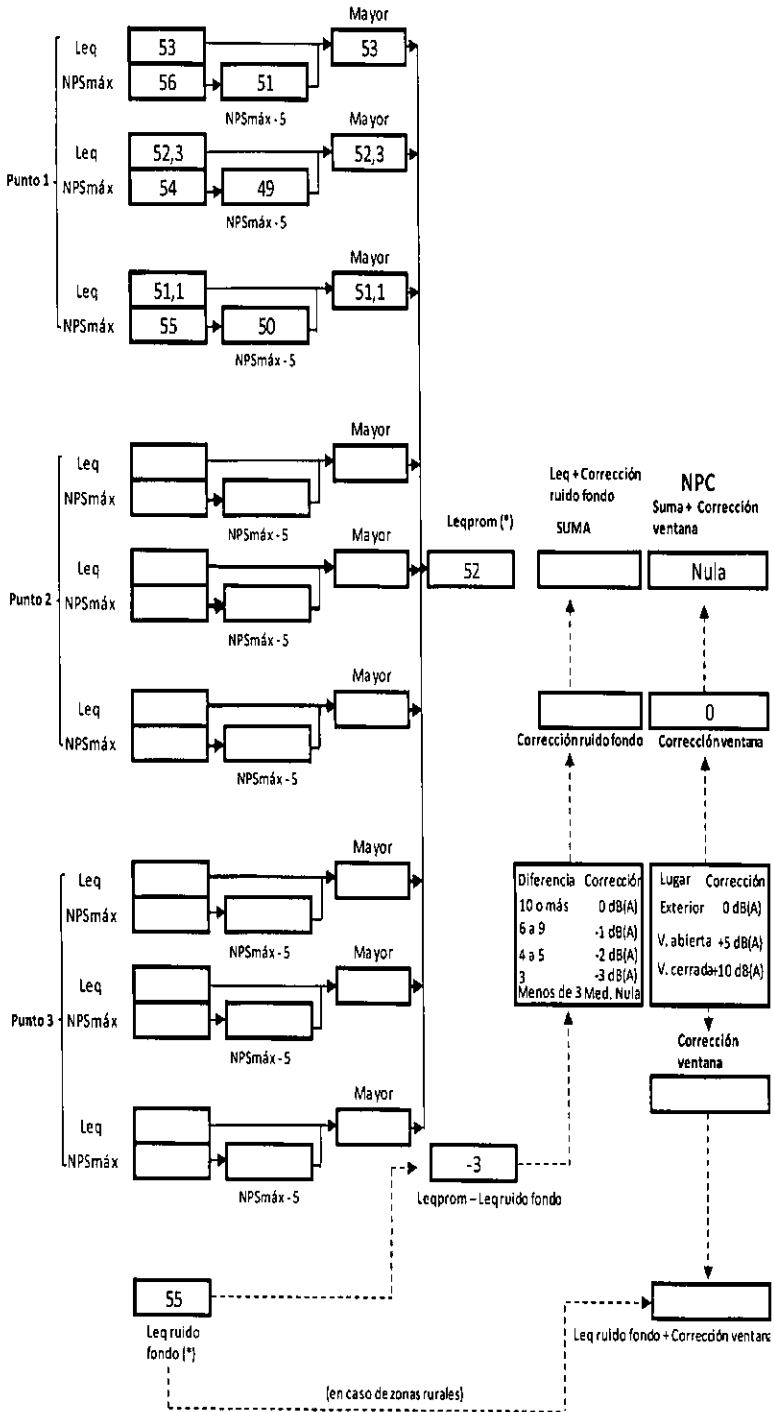 Mayor
Leq 53 53
NPSmáx 56 51
NPSmáx - 5
Mayor
Leq 52,3 52,3
Punto 1
NPSmáx 54 49
NPSmáx - 5
Mayor
Leq 51,1 51,1
NPSmáx 55 50
NPSmáx - 5
Mayor
Leq
NPSmáx
NPSmáx - 5
Mayor
Leq
Punto 2
NPSmáx
NPSmáx - 5
Mayor
Leq
NPSmáx
NPSmáx - 5
Mayor
Leq
NPSmáx
NPSmáx - 5
Mayor
Leq
Punto 3
NPSmáx
NPSmáx - 5
Mayor
Leq
NPSmáx
NPSmáx - 5
Leqprom (*)
52
Leq + Corrección
ruido fondo
SUMA
NPC
Suma + Corrección
ventana
Nula
Corrección ruido fondo
0
Corrección ventana
Diferencia Corrección
10 o más 0 dB(A)
6 a 9 -1 dB(A)
4 a 5 -2 dB(A)
3 -3 dB(A)
Menos de 3 Med. Nula
Lugar Corrección
Exterior 0 dB(A)
V. abierta +5 dB(A)
V. cerrada+10 dB(A)
Corrección
ventana
-3
Leqprom – Leq ruido fondo
55
Leq ruido
fondo (*)
Leq ruido fondo + Corrección ventana
(en caso de zonas rurales)